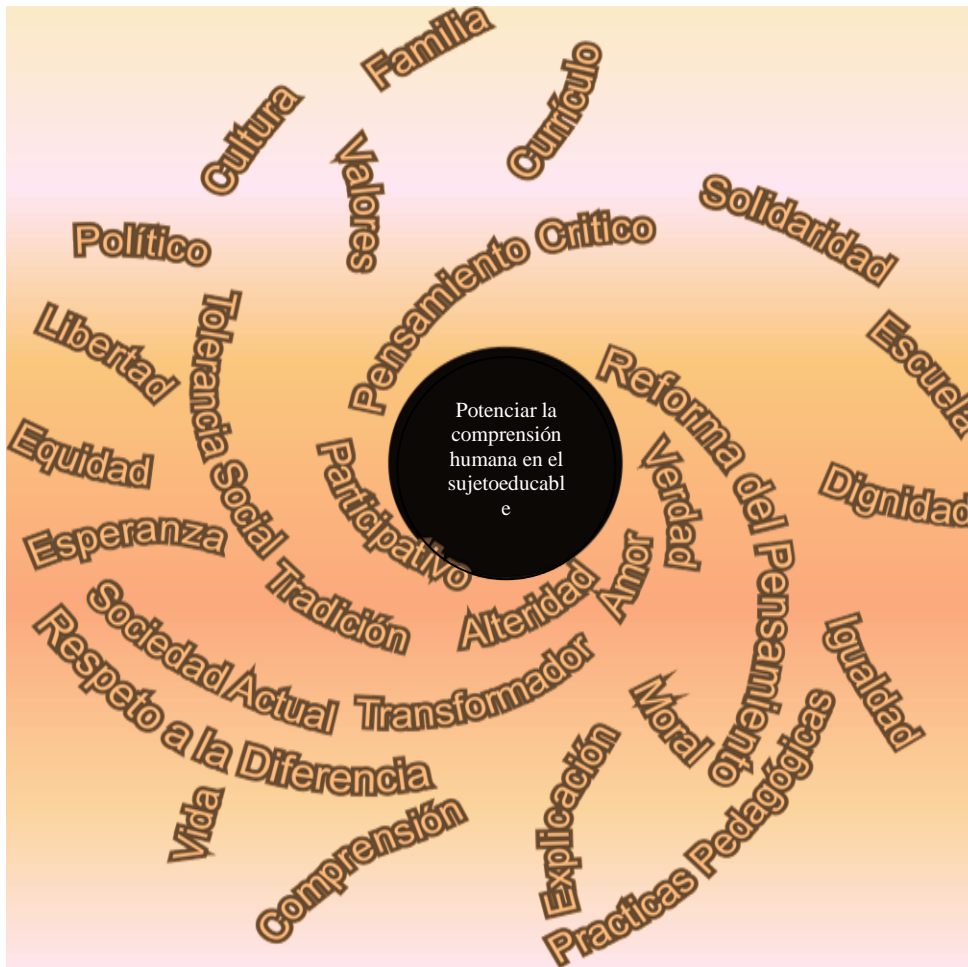 Familia
Currículo
Cultura
Valores
Solidaridad
Político
Pensamiento Critico
Libertad
Tolerancia Social
Escuela
Reforma del Pensamiento
Potenciar la
comprensión
humana en el
sujetoeducabl
e
Equidad
Participativo
Verdad
Dignidad
Esperanza
Tradición
Alteridad
Amor
Sociedad Actual
Transformador
Respeto a la Diferencia
Moral
Igualdad
Vida
Comprensión
Explicación
Practicas Pedagógicas